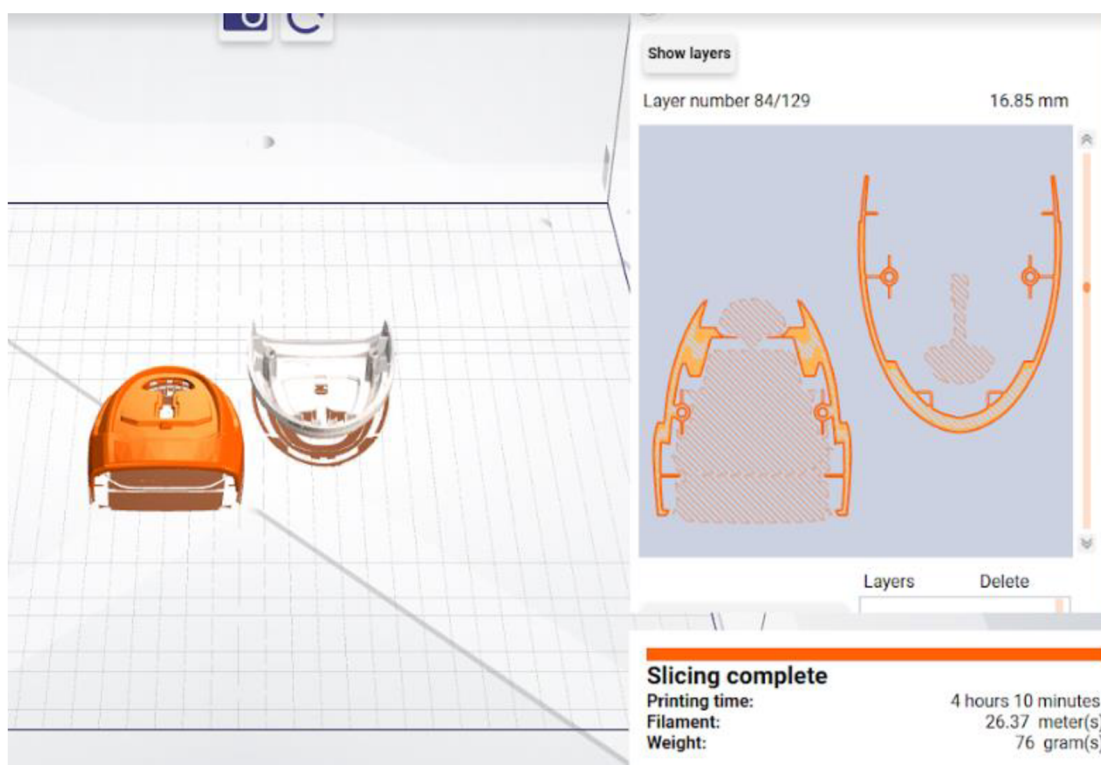 Show layers
Layer number 84/129 16.85 mm
Layers Delete
Slicing complete
Printing time: 4 hours 10 minutes
Filament: 26.37 meter(s)
Weight: 76 gram(s)